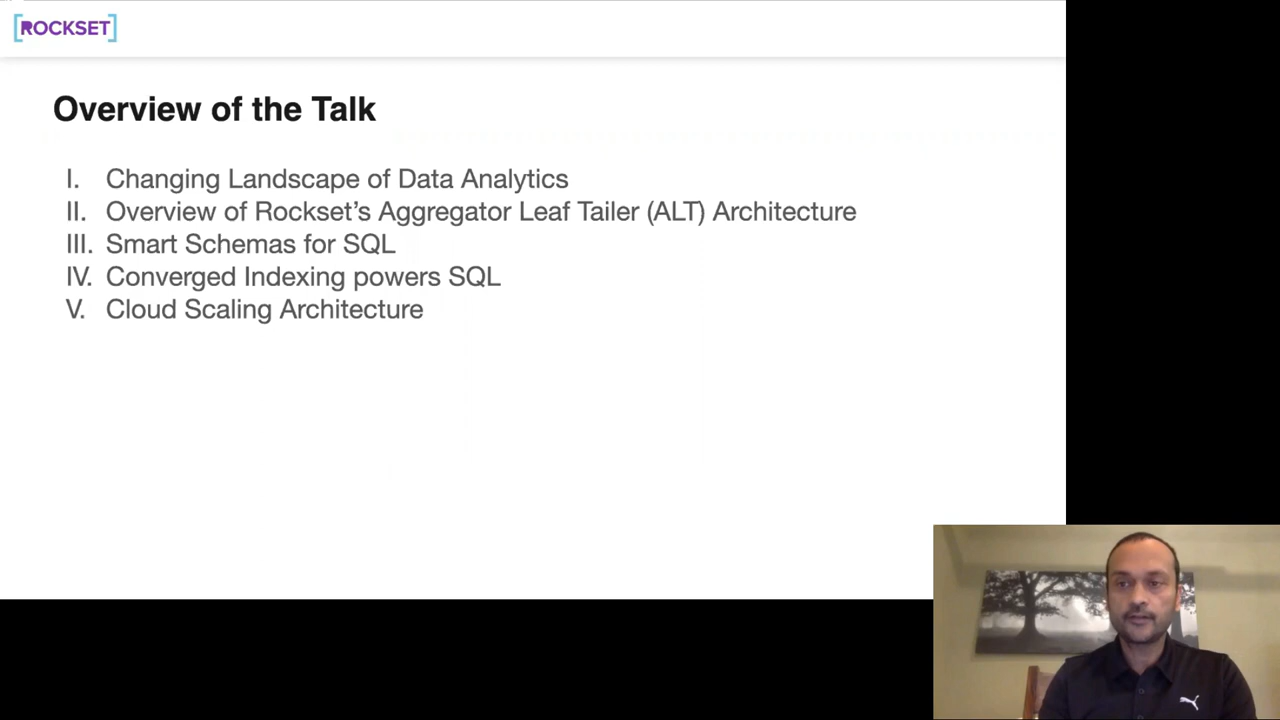 [ROCKSET]
Overview of the Talk
I. Changing Landscape of Data Analytics
II. Overview of Rockset’s Aggregator Leaf Tailer (ALT) Architecture
III. Smart Schemas for SQL
IV. Converged Indexing powers SQL
V. Cloud Scaling Architecture